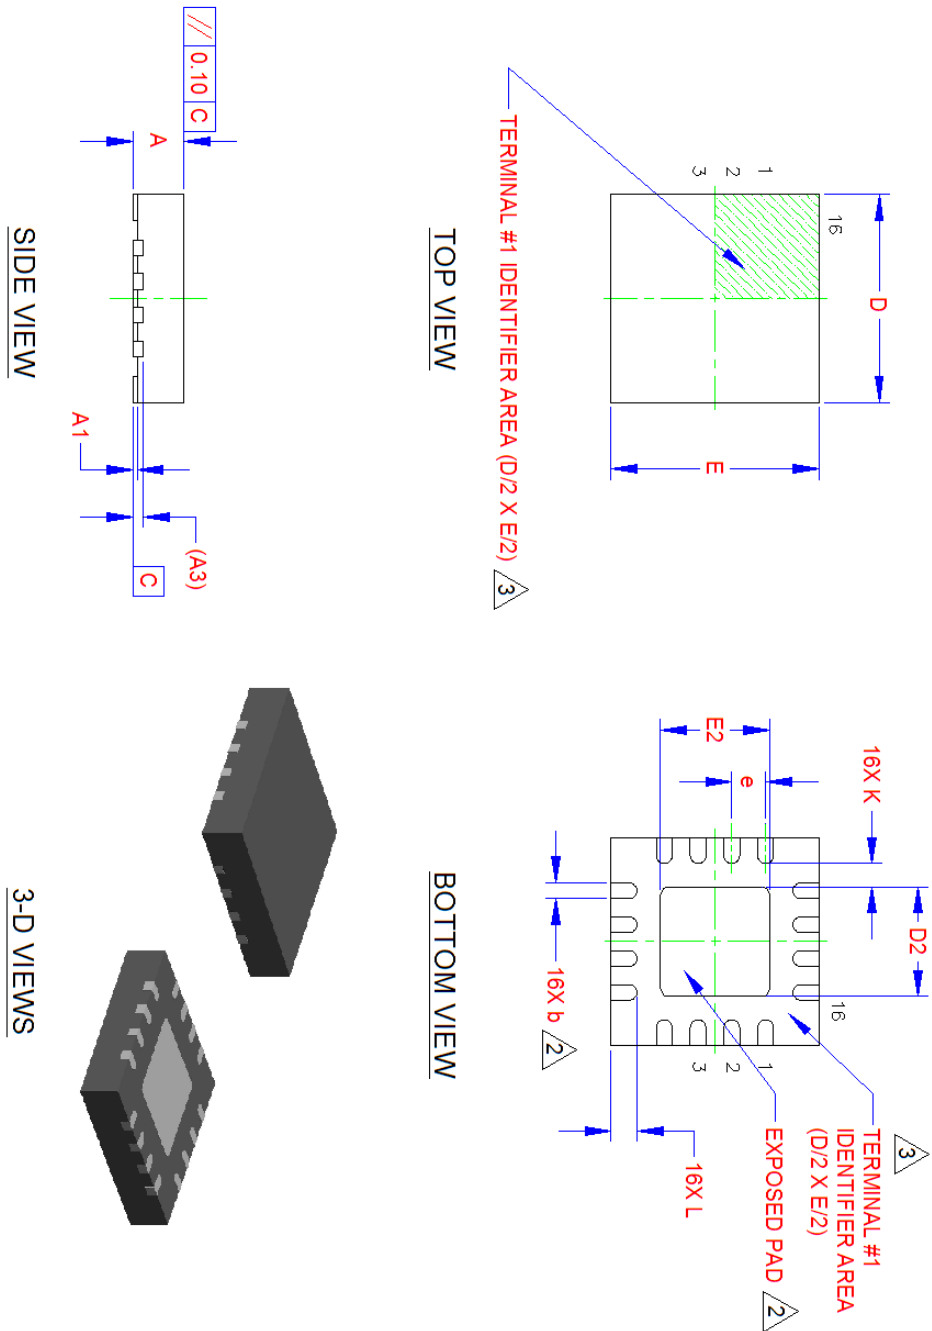 D
16
1
2
3
E
TERMINAL #1 IDENTIFIER AREA (D/2 X E/2)
3
TOP VIEW
16X K
D2
E2
e
16
1
2
3
16X b
2
16X L
3
TERMINAL #1
IDENTIFIER AREA
(D/2 X E/2)
EXPOSED PAD
2
BOTTOM VIEW
// 0.10 C
A
A1
(A3)
C
SIDE VIEW
3-D VIEWS